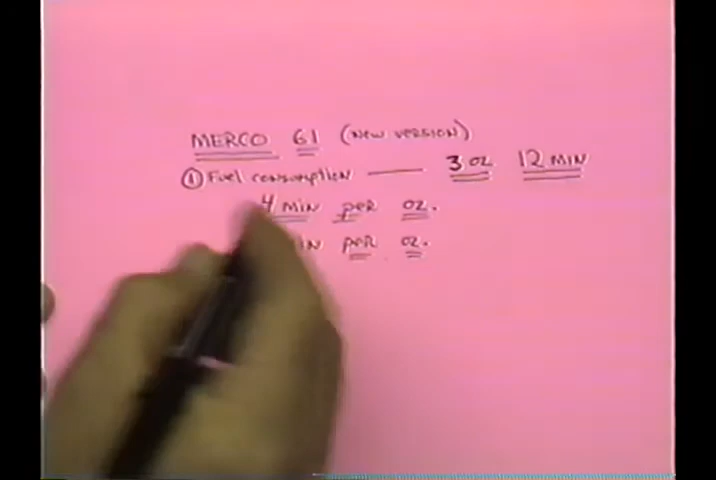 MERCO 61 (NEW VERSION)
① Fuel consumption — 3 oz 12 MIN
4 MIN per oz.
per oz.